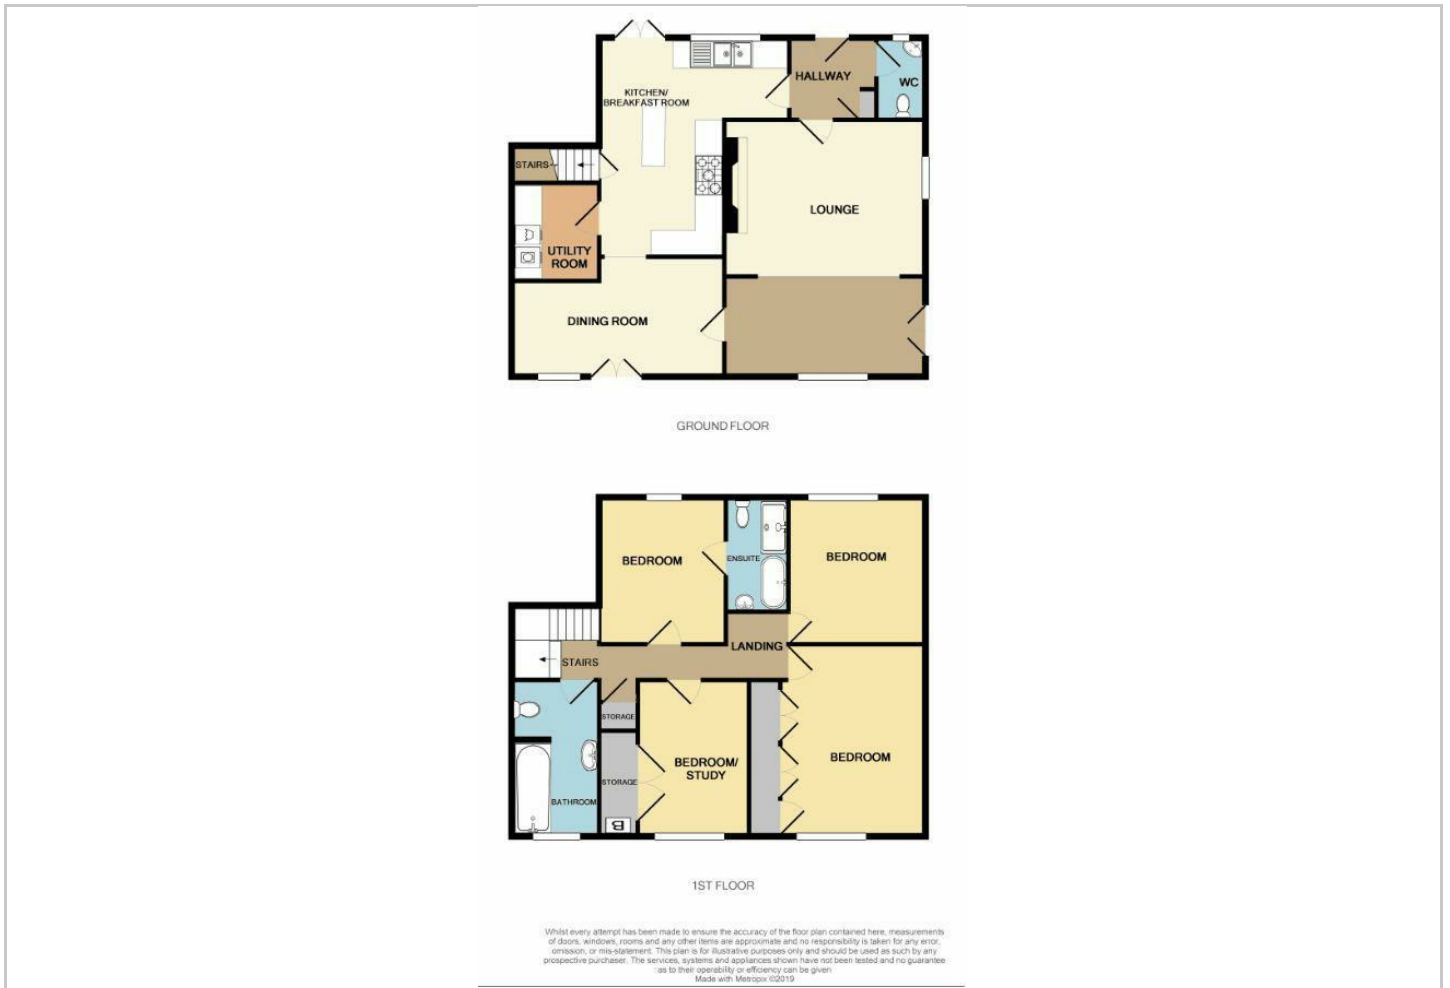 KITCHEN/
BREAKFAST ROOM
HALLWAY
WC
STAIRS
LOUNGE
UTILITY
ROOM
DINING ROOM
GROUND FLOOR
BEDROOM
ENSUITE
BEDROOM
LANDING
STAIRS
STORAGE
BEDROOM/
STUDY
BEDROOM
STORAGE
BATHROOM
B
1ST FLOOR
Whilst every attempt has been made to ensure the accuracy of the floor plan contained here, measurements
of doors, windows, rooms and any other items are approximate and no responsibility is taken for any error,
omission, or mis-statement. This plan is for illustrative purposes only and should be used as such by any
prospective purchaser. The services, systems and appliances shown have not been tested and no guarantee
as to their operability or efficiency can be given
Made with Metropix ©2019